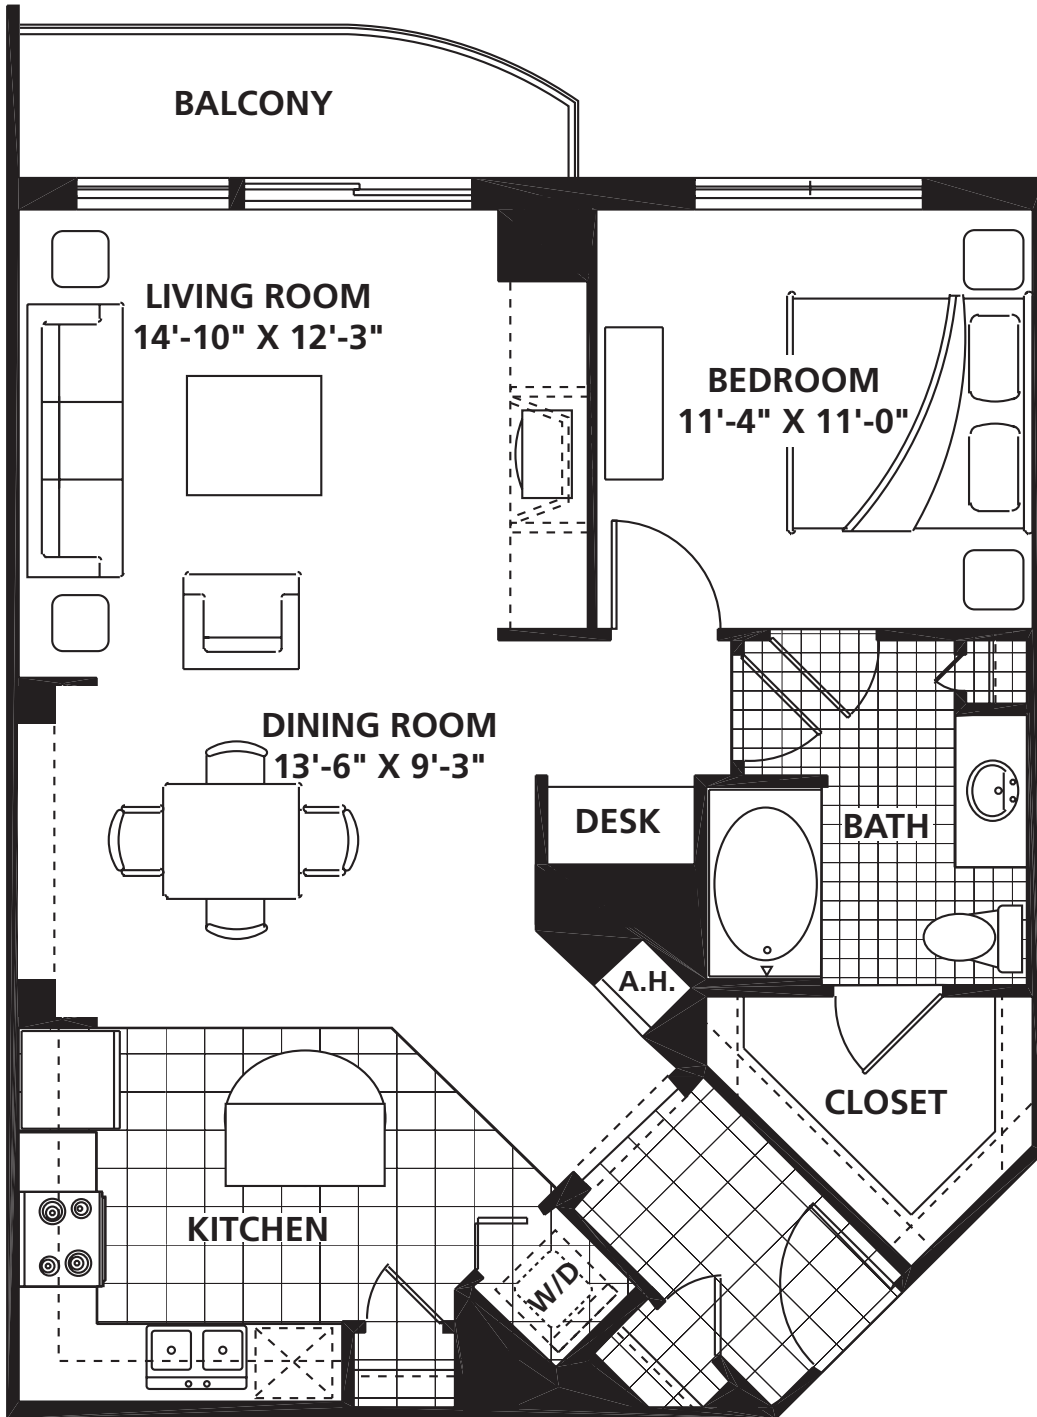 BALCONY
LIVING ROOM
14'-10" X 12'-3"
BEDROOM
11'-4" X 11'-0"
DINING ROOM
13'-6" X 9'-3"
DESK
BATH
A.H.
CLOSET
KITCHEN
W/D